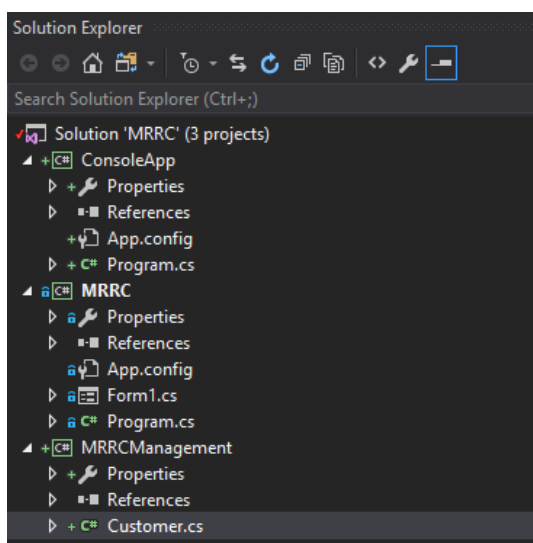 Solution Explorer
Search Solution Explorer (Ctrl+;)
Solution 'MRRC' (3 projects)
C# ConsoleApp
Properties
References
App.config
C# Program.cs
C# MRRC
Properties
References
App.config
Form1.cs
C# Program.cs
C# MRRCManagement
Properties
References
C# Customer.cs